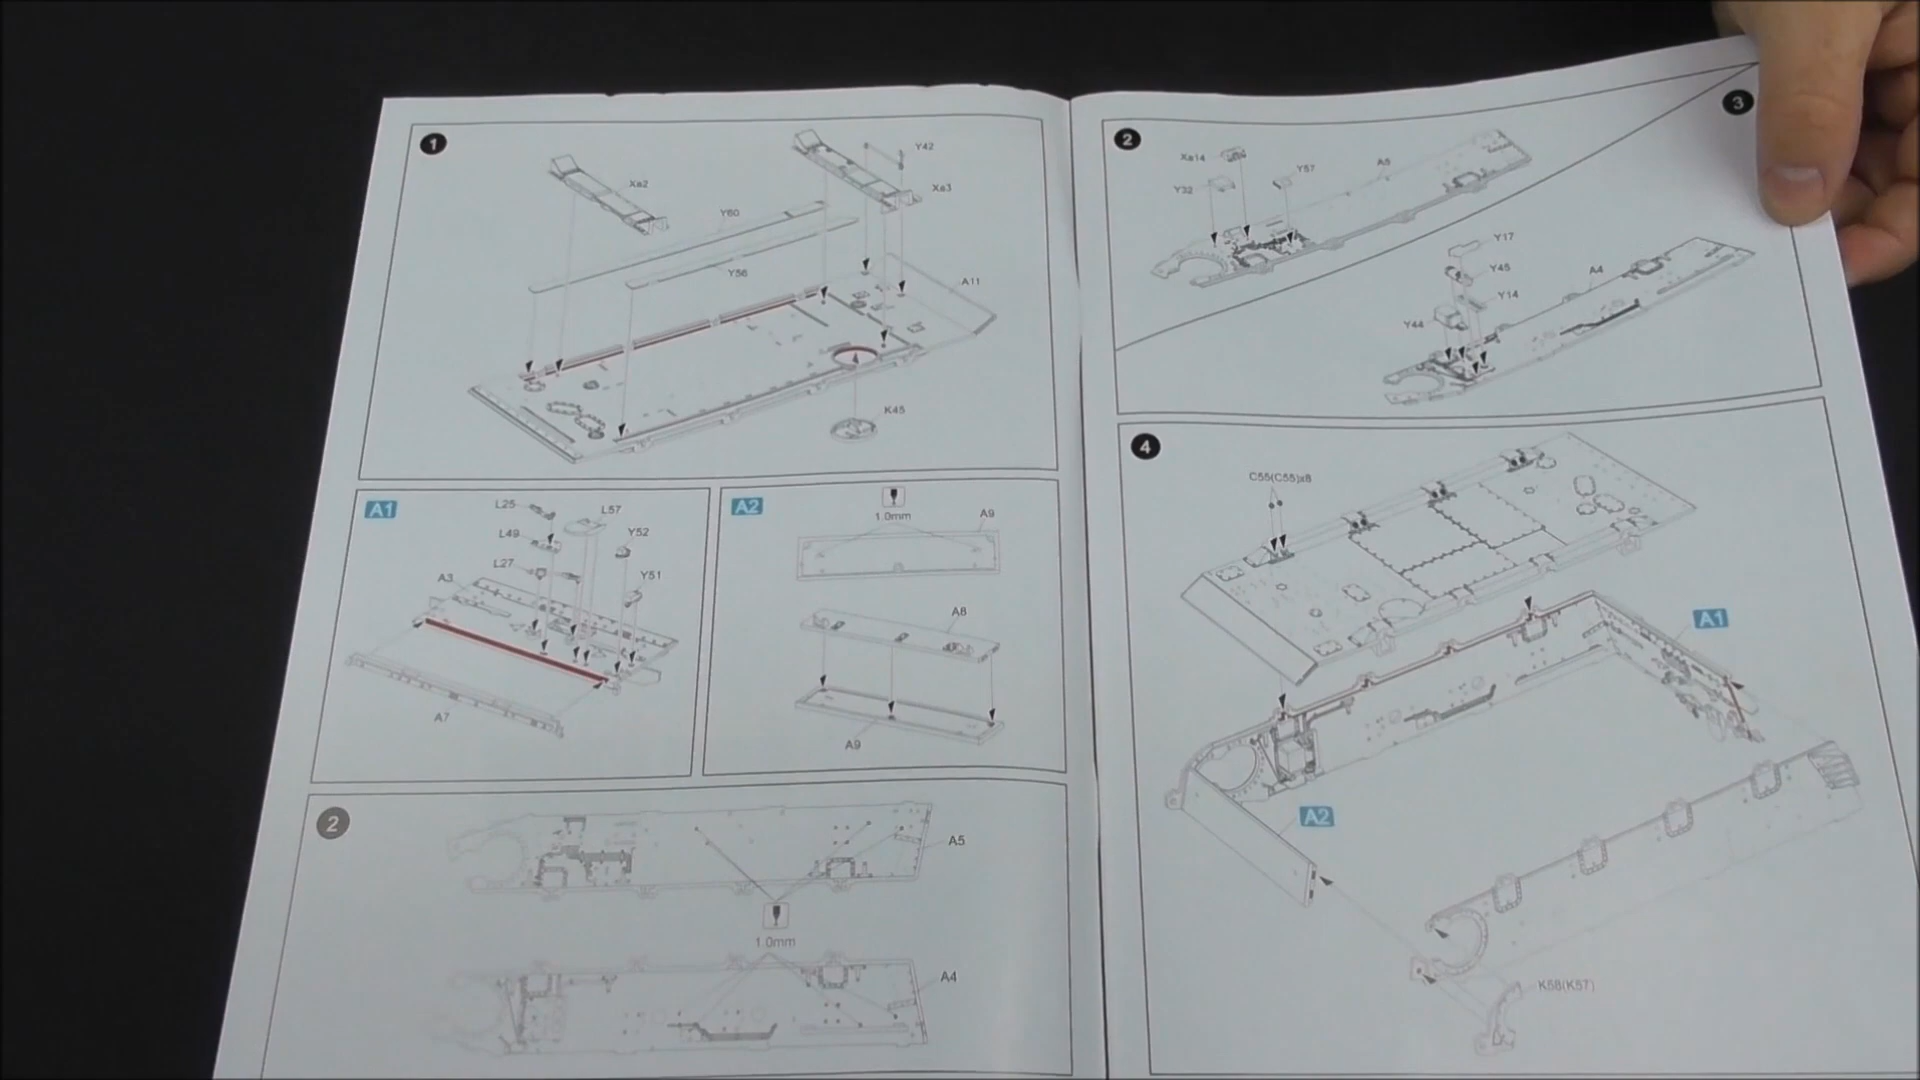 1
Xa2
Y42
Xa3
Y60
Y56
A11
K45
A1
L25
L57
L49
Y52
L27
A3
Y51
A7
A2
1.0mm
A9
A8
A9
2
A5
1.0mm
A4
2
Xa14
Y32
Y57
A5
3
Y17
Y45
Y14
Y44
A4
4
C55(C55)x8
A1
A2
K58(K57)